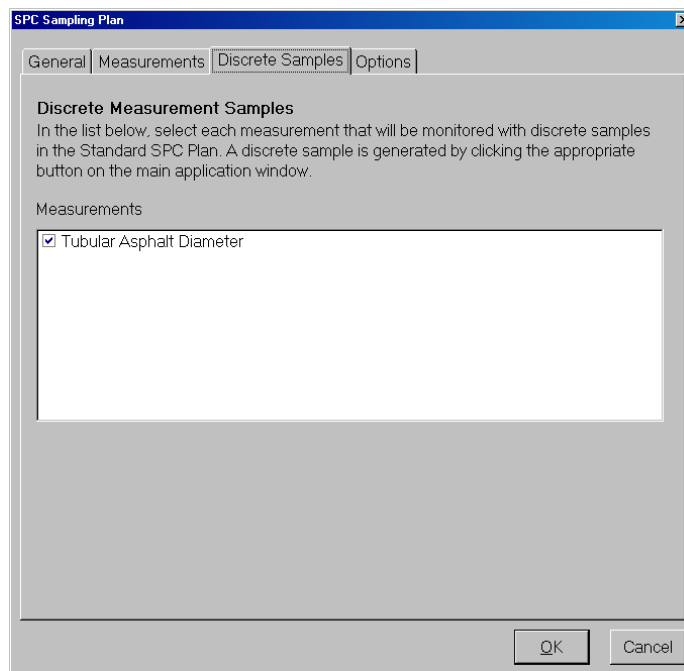 SPC Sampling Plan
General Measurements Discrete Samples Options
Discrete Measurement Samples
In the list below, select each measurement that will be monitored with discrete samples
in the Standard SPC Plan. A discrete sample is generated by clicking the appropriate
button on the main application window.
Measurements
Tubular Asphalt Diameter
OK Cancel